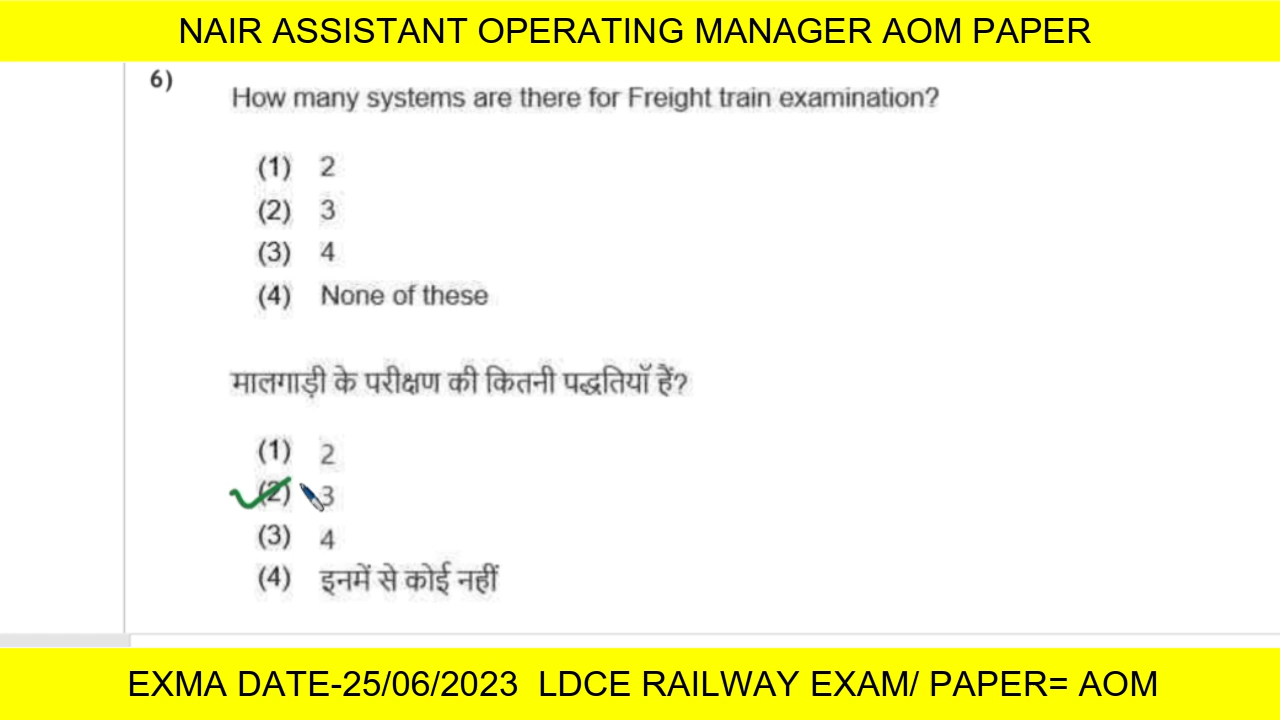 NAIR ASSISTANT OPERATING MANAGER AOM PAPER
6)
How many systems are there for Freight train examination?
(1) 2
(2) 3
(3) 4
(4) None of these
मालगाड़ी के परीक्षण की कितनी पद्धतियॉ हैं?
(1) 2
(2) 3
(3) 4
(4) इनमें से कोई नहीं
EXMA DATE-25/06/2023 LDCE RAILWAY EXAM/ PAPER= AOM